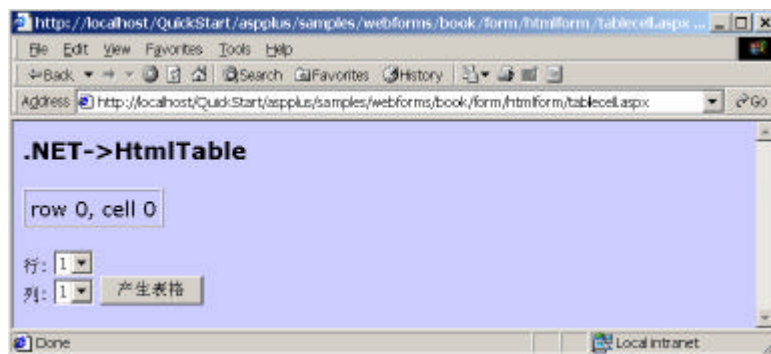 http://localhost/QuickStart/aspplus/samples/webforms/book/form/htmlform/tablecell.aspx ...
File Edit View Favorites Tools Help
Back Search Favorites History
Address http://localhost/QuickStart/aspplus/samples/webforms/book/form/htmlform/tablecell.aspx Go
.NET->HtmlTable
row 0, cell 0
行: 1
列: 1 产生表格
Done Local intranet